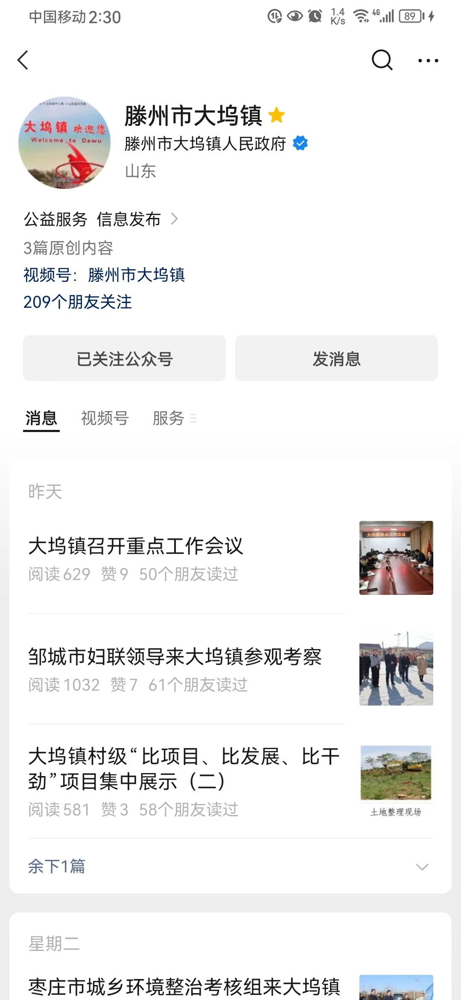 中国移动 2:30
1.4 K/s
4G
89
大坞镇 欢迎您
Welcome to Dawu
滕州市大坞镇
滕州市大坞镇人民政府
山东
公益服务 信息发布
3篇原创内容
视频号：滕州市大坞镇
209个朋友关注
已关注公众号
发消息
消息
视频号
服务
昨天
大坞镇召开重点工作会议
阅读 629 赞 9 50个朋友读过
大坞镇重点工作会议
邹城市妇联领导来大坞镇参观考察
阅读 1032 赞 7 61个朋友读过
大坞镇村级“比项目、比发展、比干
劲”项目集中展示（二）
阅读 581 赞 3 58个朋友读过
土地整理现场
余下1篇
星期二
枣庄市城乡环境整治考核组来大坞镇